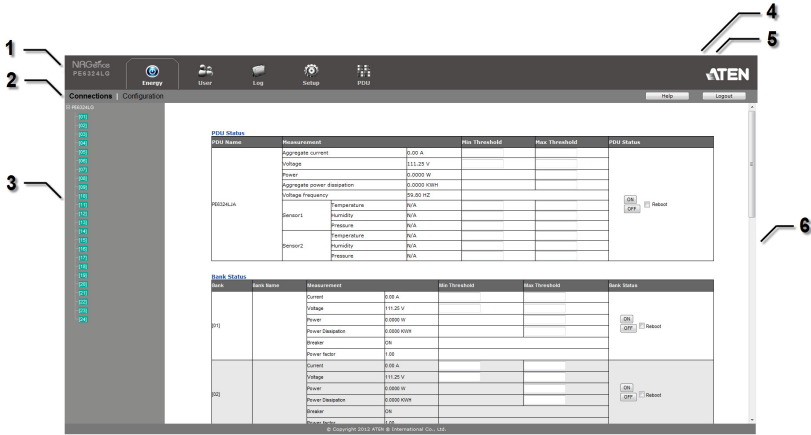 4
5
1
NRGence
PE6324LG
Energy
User
Log
Setup
PDU
ATEN
2
Connections | Configuration
Help
Logout
PE6324LG
[01]
[02]
[03]
[04]
[05]
[06]
[07]
[08]
[09]
[10]
[11]
[12]
[13]
[14]
[15]
[16]
[17]
[18]
[19]
[20]
[21]
[22]
[23]
[24]
3
6
PDU Status
PDU Name Measurement Min Threshold Max Threshold PDU Status
Aggregate current 0.00 A
Voltage 111.25 V
Power 0.0000 W
Aggregate power dissipation 0.0000 KWH
Voltage frequency 59.80 HZ
PE6324LJA
Sensor1 Temperature N/A
Humidity N/A
Pressure N/A
Sensor2 Temperature N/A
Humidity N/A
Pressure N/A
ON
OFF Reboot
Bank Status
Bank Bank Name Measurement Min Threshold Max Threshold Bank Status
[01]
Current 0.00 A
Voltage 111.25 V
Power 0.0000 W
Power Dissipation 0.0000 KWH
Breaker ON
Power factor 1.00
ON
OFF Reboot
[02]
Current 0.00 A
Voltage 111.25 V
Power 0.0000 W
Power Dissipation 0.0000 KWH
Breaker ON
Power factor 1.00
ON
OFF Reboot
© Copyright 2012 ATEN ® International Co., Ltd.